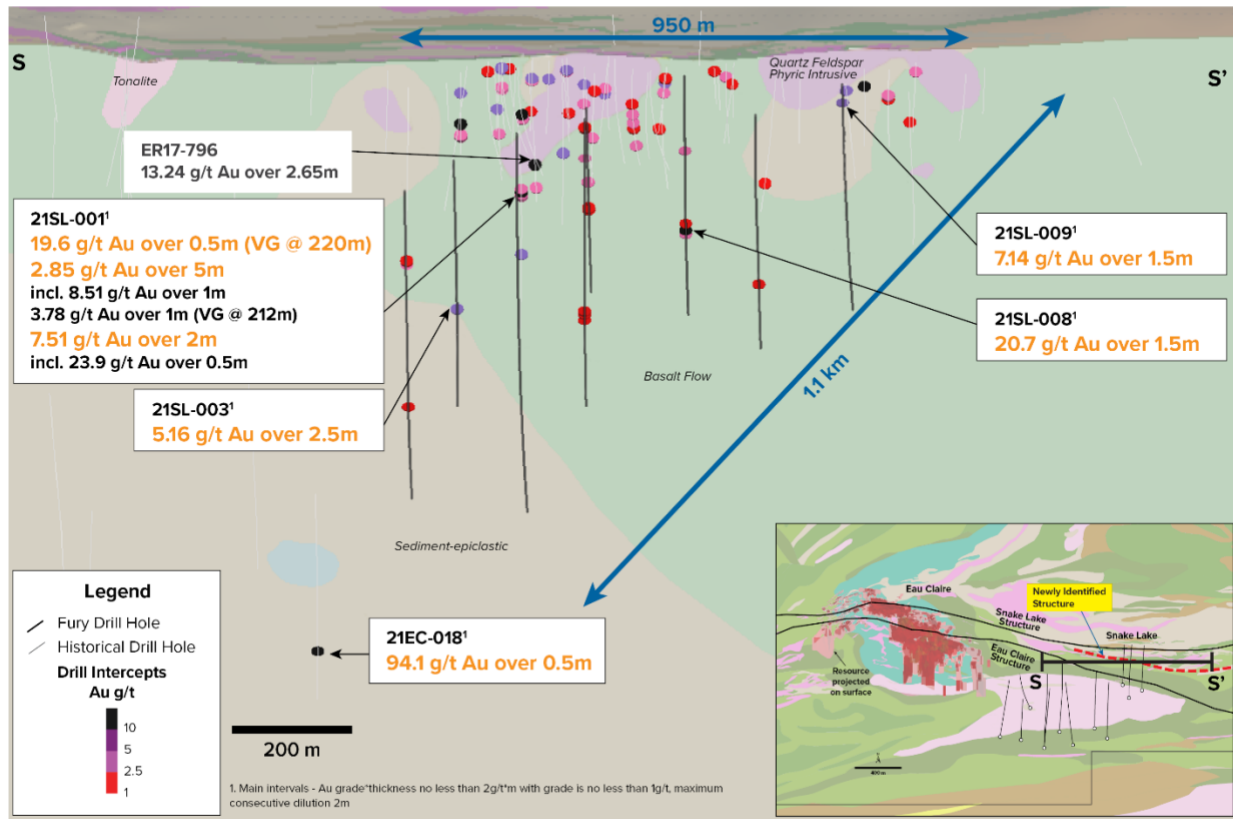 950 m
S
S’
Tonalite
Quartz Feldspar
Phyric Intrusive
ER17-796
13.24 g/t Au over 2.65m
21SL-001¹
19.6 g/t Au over 0.5m (VG @ 220m)
2.85 g/t Au over 5m
incl. 8.51 g/t Au over 1m
3.78 g/t Au over 1m (VG @ 212m)
7.51 g/t Au over 2m
incl. 23.9 g/t Au over 0.5m
21SL-009¹
7.14 g/t Au over 1.5m
21SL-008¹
20.7 g/t Au over 1.5m
1.1 km
Basalt Flow
21SL-003¹
5.16 g/t Au over 2.5m
Sediment-epiclastic
21EC-018¹
94.1 g/t Au over 0.5m
200 m
Legend
Fury Drill Hole
Historical Drill Hole
Drill Intercepts
Au g/t
10
5
2.5
1
1. Main intervals - Au grade*thickness no less than 2g/t*m with grade is no less than 1g/t, maximum
consecutive dilution 2m
Eau Claire
Newly Identified
Structure
Snake Lake
Structure
Snake Lake
Eau Claire
Structure
Resource
projected
on surface
S
S’
400 m